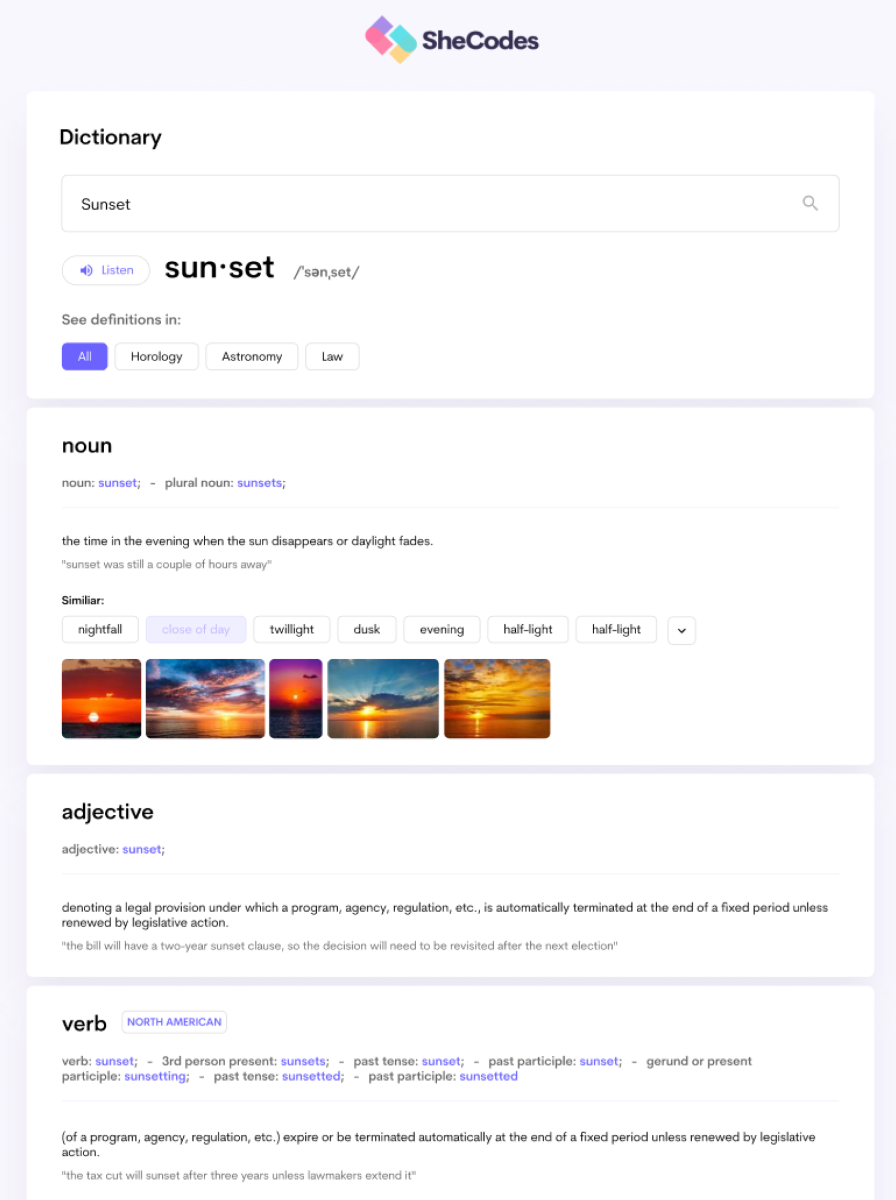 SheCodes
Dictionary
Sunset
Listen
sun·set
/ˈsənˌset/
See definitions in:
All
Horology
Astronomy
Law
noun
noun: sunset; - plural noun: sunsets;
the time in the evening when the sun disappears or daylight fades.
"sunset was still a couple of hours away"
Similiar:
nightfall
close of day
twillight
dusk
evening
half-light
half-light
adjective
adjective: sunset;
denoting a legal provision under which a program, agency, regulation, etc., is automatically terminated at the end of a fixed period unless
renewed by legislative action.
"the bill will have a two-year sunset clause, so the decision will need to be revisited after the next election"
verb
NORTH AMERICAN
verb: sunset; - 3rd person present: sunsets; - past tense: sunset; - past participle: sunset; - gerund or present
participle: sunsetting; - past tense: sunsetted; - past participle: sunsetted
(of a program, agency, regulation, etc.) expire or be terminated automatically at the end of a fixed period unless renewed by legislative
action.
"the tax cut will sunset after three years unless lawmakers extend it"